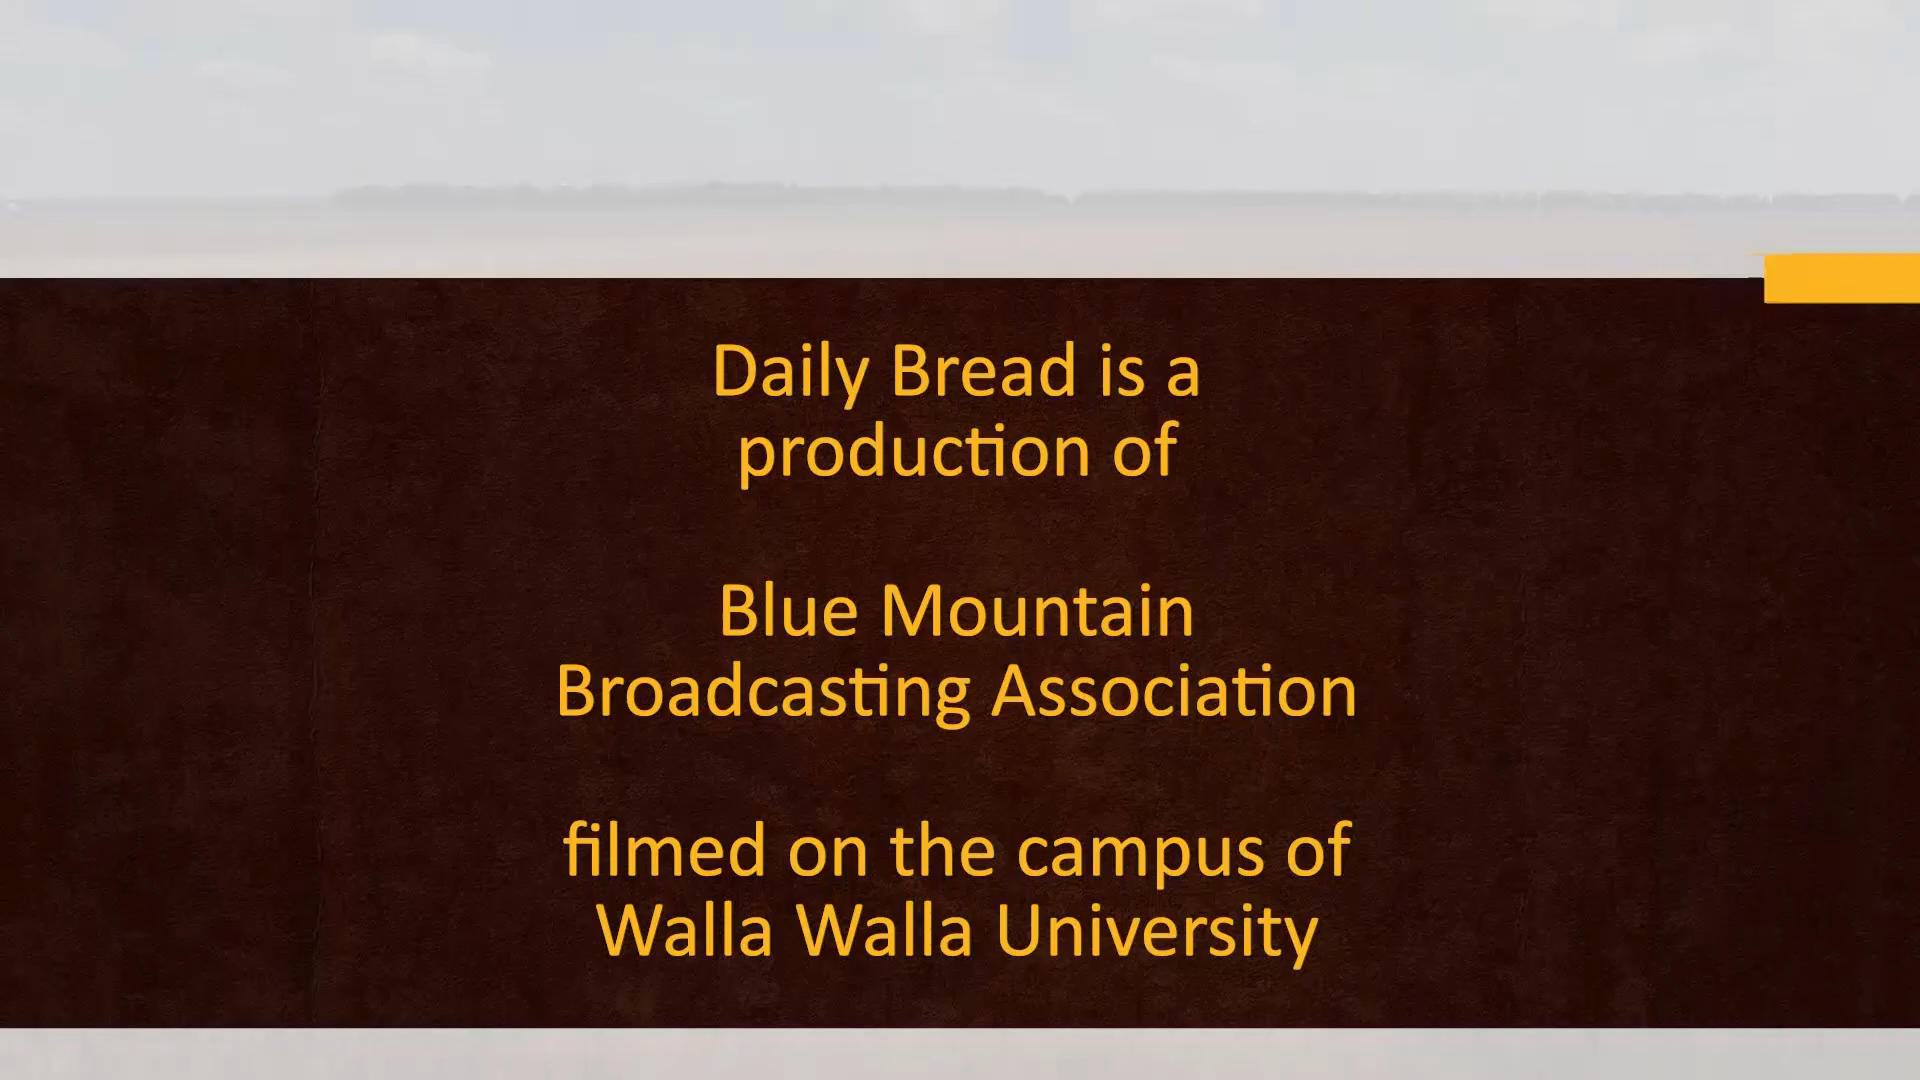 Daily Bread is a
production of
Blue Mountain
Broadcasting Association
filmed on the campus of
Walla Walla University